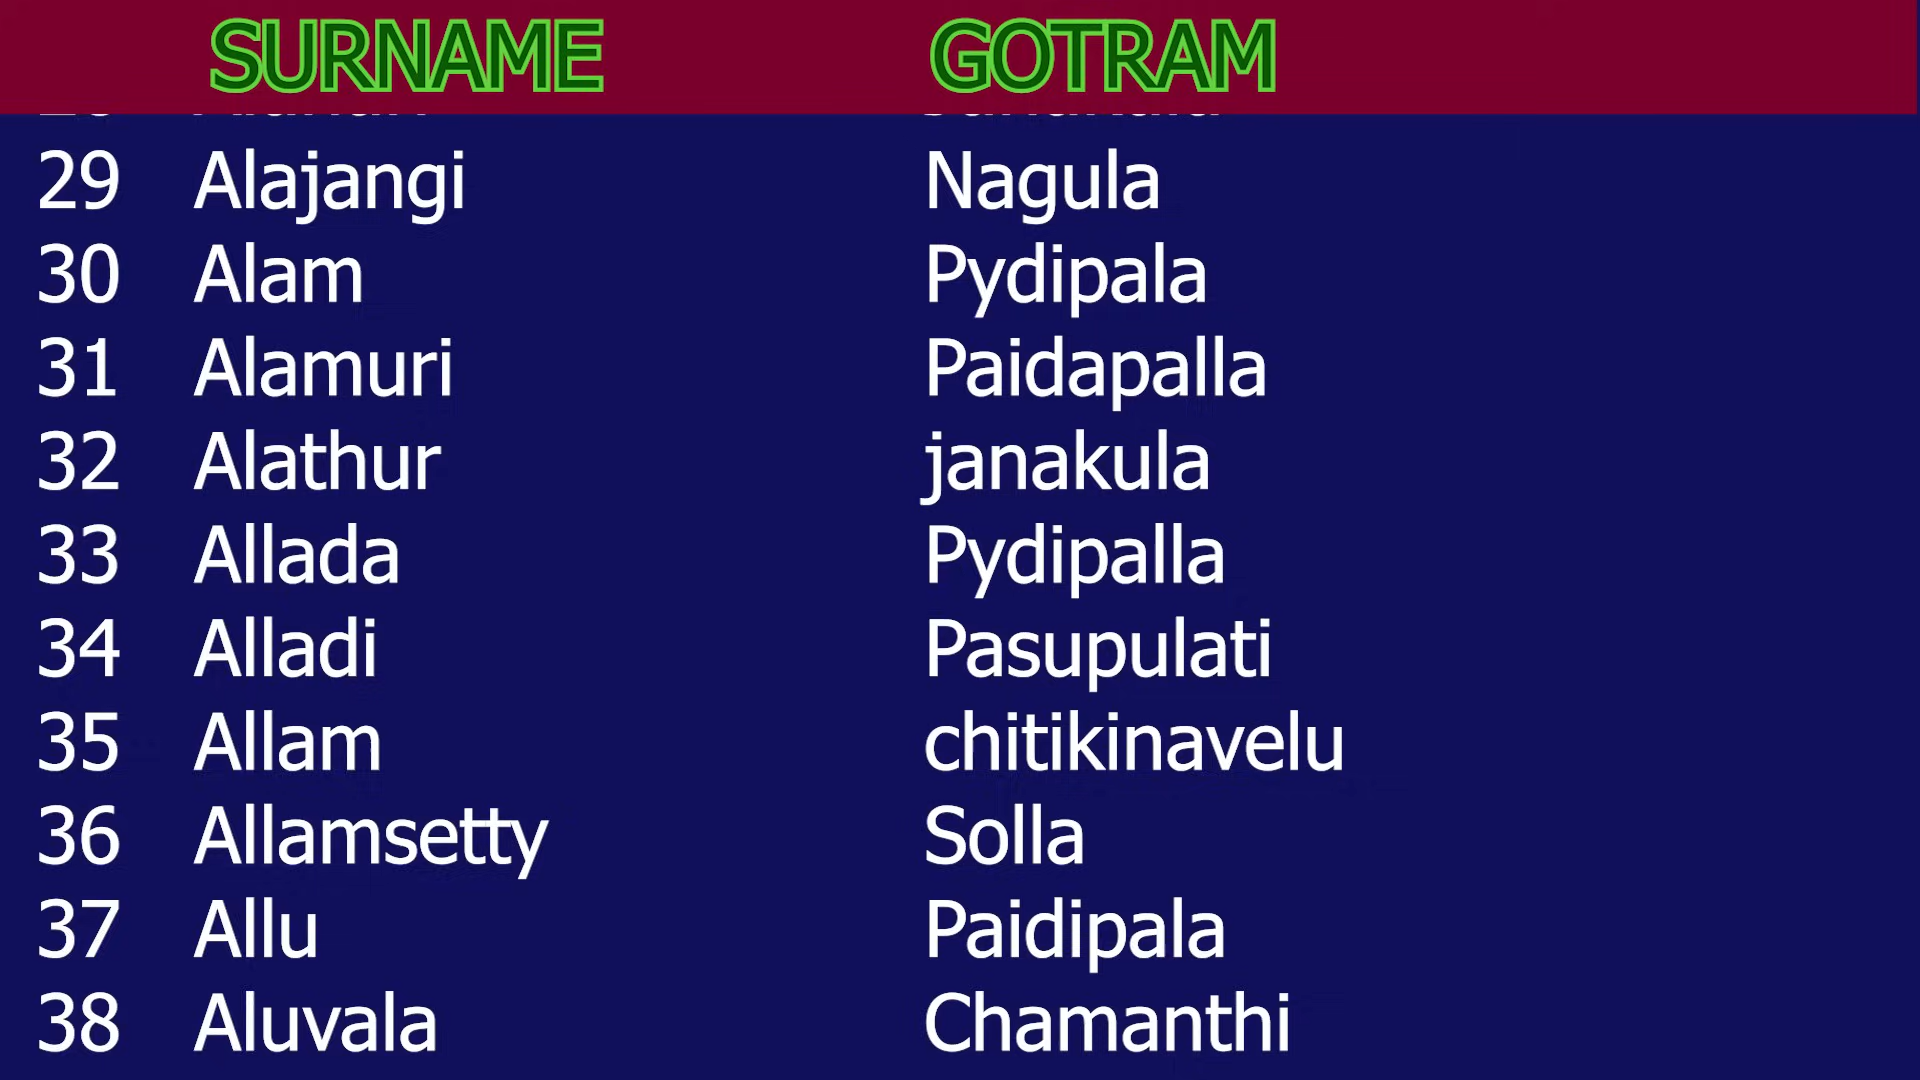 SURNAME GOTRAM
29 Alajangi Nagula
30 Alam Pydipala
31 Alamuri Paidapalla
32 Alathur janakula
33 Allada Pydipalla
34 Alladi Pasupulati
35 Allam chitikinavelu
36 Allamsetty Solla
37 Allu Paidipala
38 Aluvala Chamanthi